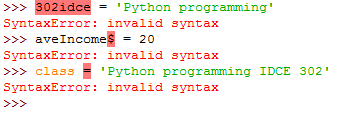 >>> 302idce = 'Python programming'
SyntaxError: invalid syntax
>>> aveIncome$ = 20
SyntaxError: invalid syntax
>>> class = 'Python programming IDCE 302'
SyntaxError: invalid syntax
>>>